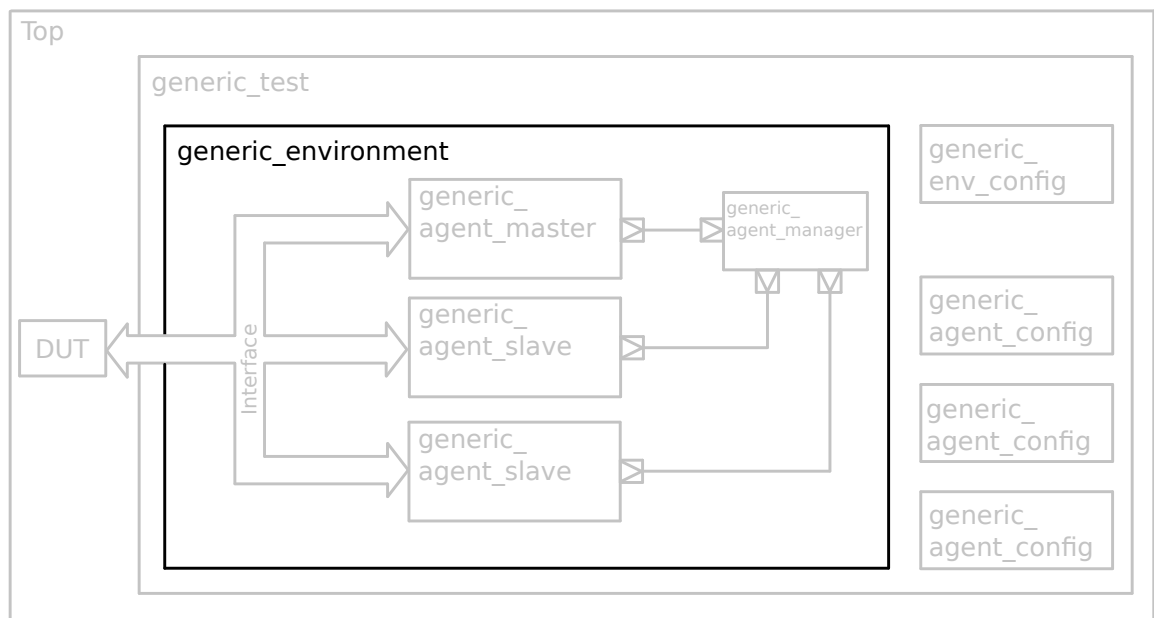 Top
generic_test
generic_environment
generic_
env_config
generic_
agent_master
generic_
agent_manager
generic_
agent_config
generic_
agent_slave
DUT
Interface
generic_
agent_config
generic_
agent_slave
generic_
agent_config